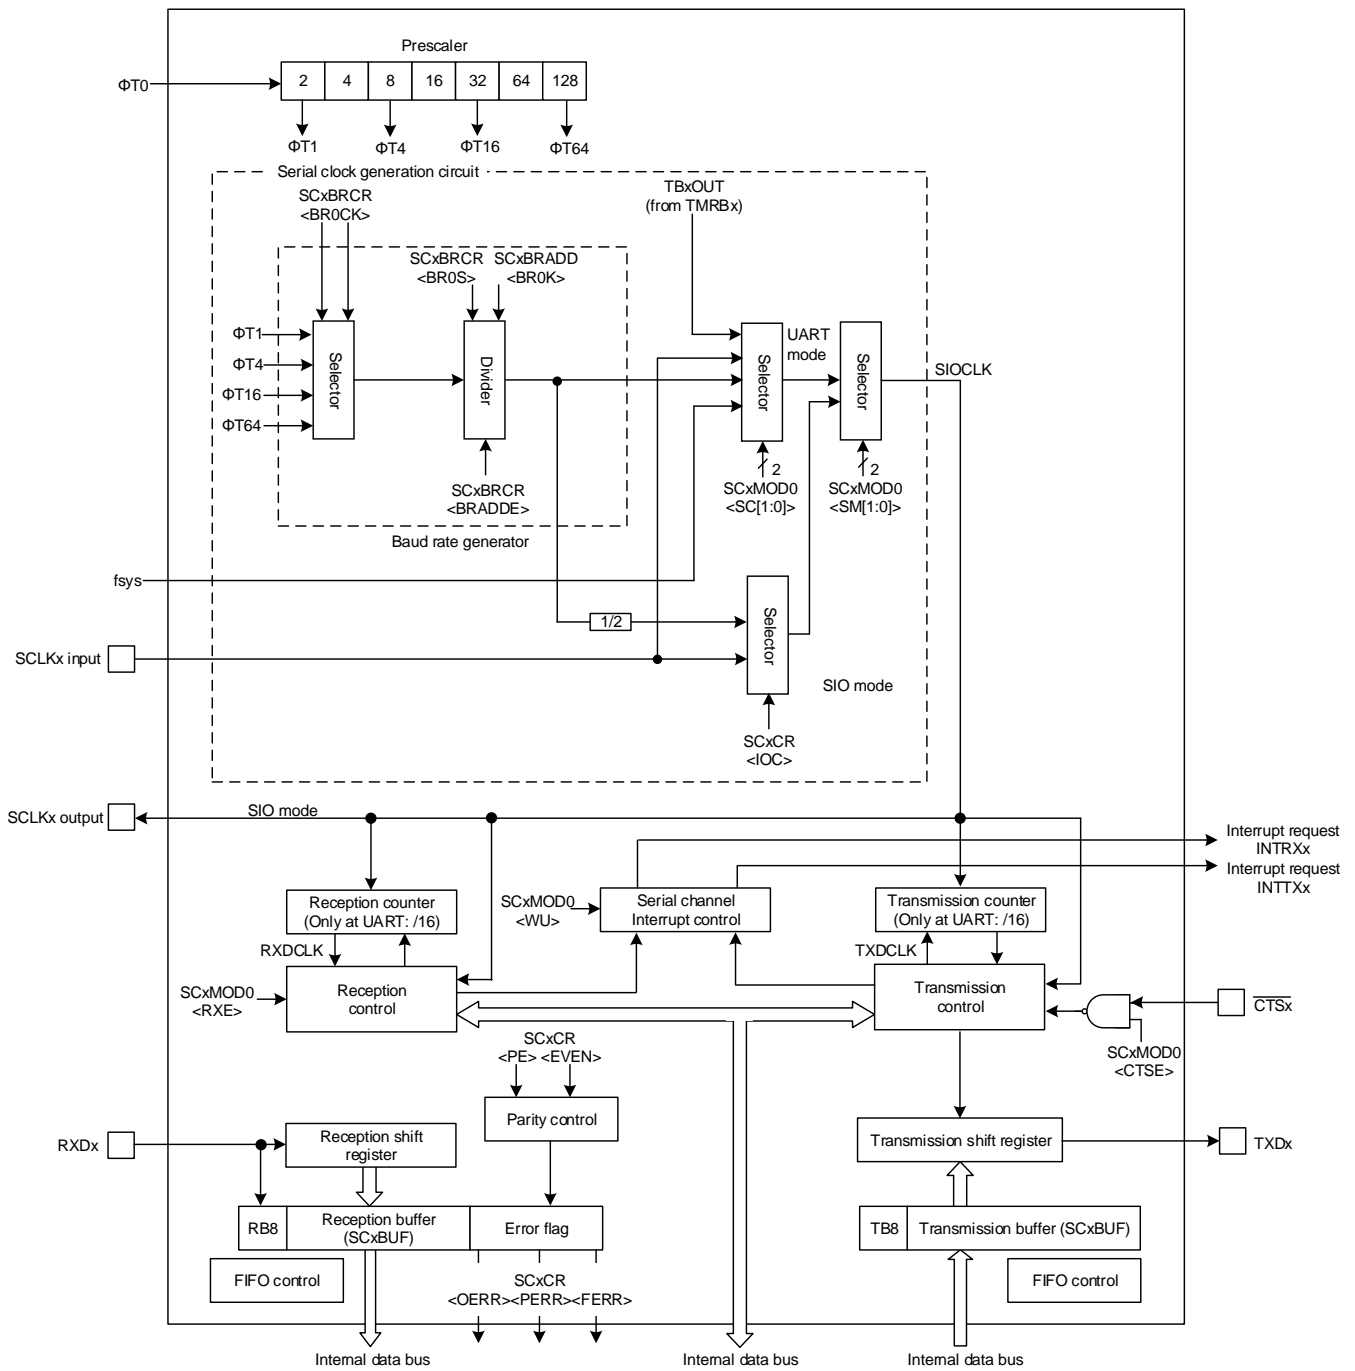 Prescaler
ΦT0
2 4 8 16 32 64 128
ΦT1 ΦT4 ΦT16 ΦT64
Serial clock generation circuit
SCxBRCR
<BR0CK>
TBxOUT
(from TMRBx)
SCxBRCR
<BR0S>
SCxBRADD
<BR0K>
ΦT1
ΦT4
ΦT16
ΦT64
Selector
Divider
Selector
UART
mode
Selector
SIOCLK
SCxBRCR
<BRADDE>
2
SCxMOD0
<SC[1:0]>
2
SCxMOD0
<SM[1:0]>
Baud rate generator
fsys
1/2
Selector
SCLKx input
SIO mode
SCxCR
<IOC>
SCLKx output
SIO mode
Interrupt request
INTRXx
Interrupt request
INTTXx
Reception counter
(Only at UART: /16)
SCxMOD0
<WU>
Serial channel
Interrupt control
Transmission counter
(Only at UART: /16)
RXDCLK
TXDCLK
SCxMOD0
<RXE>
Reception
control
Transmission
control
CTSx
SCxMOD0
<CTSE>
SCxCR
<PE> <EVEN>
Parity control
RXDx
Reception shift
register
Transmission shift register
TXDx
RB8
Reception buffer
(SCxBUF)
Error flag
TB8
Transmission buffer (SCxBUF)
FIFO control
SCxCR
<OERR> <PERR> <FERR>
FIFO control
Internal data bus
Internal data bus
Internal data bus